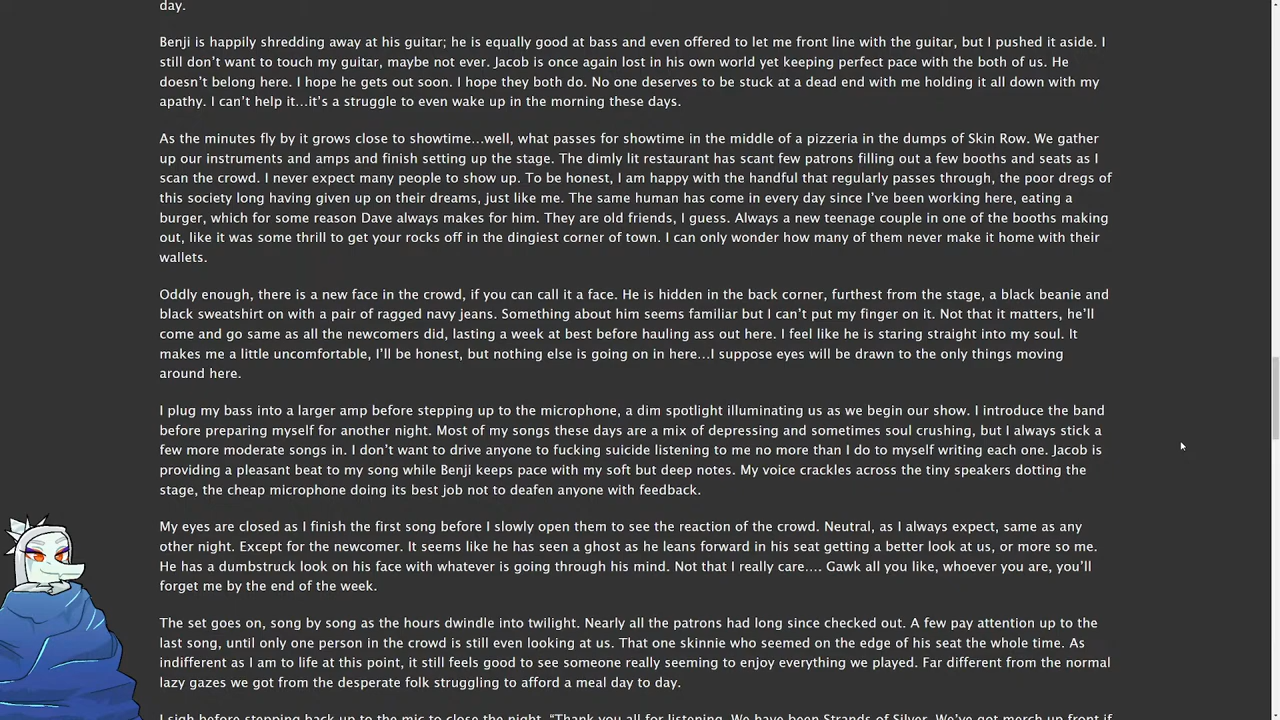 day.
Benji is happily shredding away at his guitar; he is equally good at bass and even offered to let me front line with the guitar, but I pushed it aside. I
still don't want to touch my guitar, maybe not ever. Jacob is once again lost in his own world yet keeping perfect pace with the both of us. He
doesn't belong here. I hope he gets out soon. I hope they both do. No one deserves to be stuck at a dead end with me holding it all down with my
apathy. I can't help it…it's a struggle to even wake up in the morning these days.
As the minutes fly by it grows close to showtime…well, what passes for showtime in the middle of a pizzeria in the dumps of Skin Row. We gather
up our instruments and amps and finish setting up the stage. The dimly lit restaurant has scant few patrons filling out a few booths and seats as I
scan the crowd. I never expect many people to show up. To be honest, I am happy with the handful that regularly passes through, the poor dregs of
this society long having given up on their dreams, just like me. The same human has come in every day since I've been working here, eating a
burger, which for some reason Dave always makes for him. They are old friends, I guess. Always a new teenage couple in one of the booths making
out, like it was some thrill to get your rocks off in the dingiest corner of town. I can only wonder how many of them never make it home with their
wallets.
Oddly enough, there is a new face in the crowd, if you can call it a face. He is hidden in the back corner, furthest from the stage, a black beanie and
black sweatshirt on with a pair of ragged navy jeans. Something about him seems familiar but I can't put my finger on it. Not that it matters, he'll
come and go same as all the newcomers did, lasting a week at best before hauling ass out here. I feel like he is staring straight into my soul. It
makes me a little uncomfortable, I'll be honest, but nothing else is going on in here…I suppose eyes will be drawn to the only things moving
around here.
I plug my bass into a larger amp before stepping up to the microphone, a dim spotlight illuminating us as we begin our show. I introduce the band
before preparing myself for another night. Most of my songs these days are a mix of depressing and sometimes soul crushing, but I always stick a
few more moderate songs in. I don't want to drive anyone to fucking suicide listening to me no more than I do to myself writing each one. Jacob is
providing a pleasant beat to my song while Benji keeps pace with my soft but deep notes. My voice crackles across the tiny speakers dotting the
stage, the cheap microphone doing its best job not to deafen anyone with feedback.
My eyes are closed as I finish the first song before I slowly open them to see the reaction of the crowd. Neutral, as I always expect, same as any
other night. Except for the newcomer. It seems like he has seen a ghost as he leans forward in his seat getting a better look at us, or more so me.
He has a dumbstruck look on his face with whatever is going through his mind. Not that I really care…. Gawk all you like, whoever you are, you'll
forget me by the end of the week.
The set goes on, song by song as the hours dwindle into twilight. Nearly all the patrons had long since checked out. A few pay attention up to the
last song, until only one person in the crowd is still even looking at us. That one skinnie who seemed on the edge of his seat the whole time. As
indifferent as I am to life at this point, it still feels good to see someone really seeming to enjoy everything we played. Far different from the normal
lazy gazes we got from the desperate folk struggling to afford a meal day to day.
I sigh before stepping back up to the mic to close the night. "Thank you all for listening. We have been Strands of Silver. We've got merch up front if